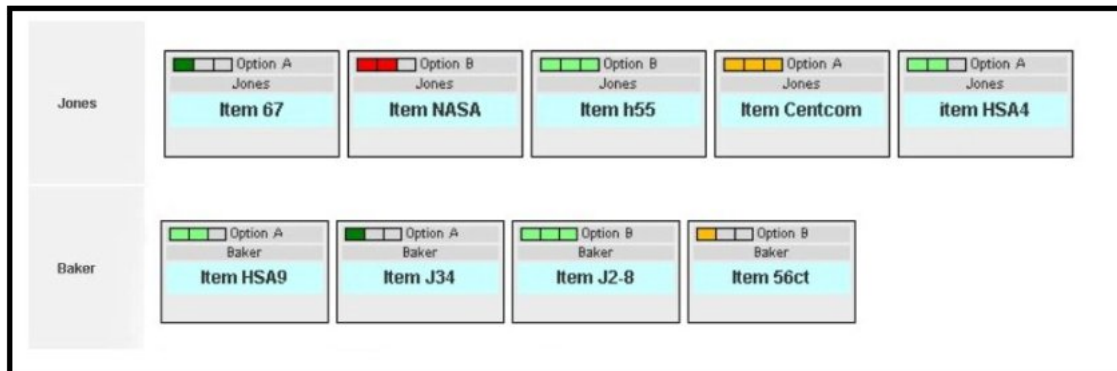 Jones
Option A
Jones
Item 67
Option B
Jones
Item NASA
Option B
Jones
Item h55
Option A
Jones
Item Centcom
Option A
Jones
item HSA4
Baker
Option A
Baker
Item HSA9
Option A
Baker
Item J34
Option B
Baker
Item J2-8
Option B
Baker
Item 56ct